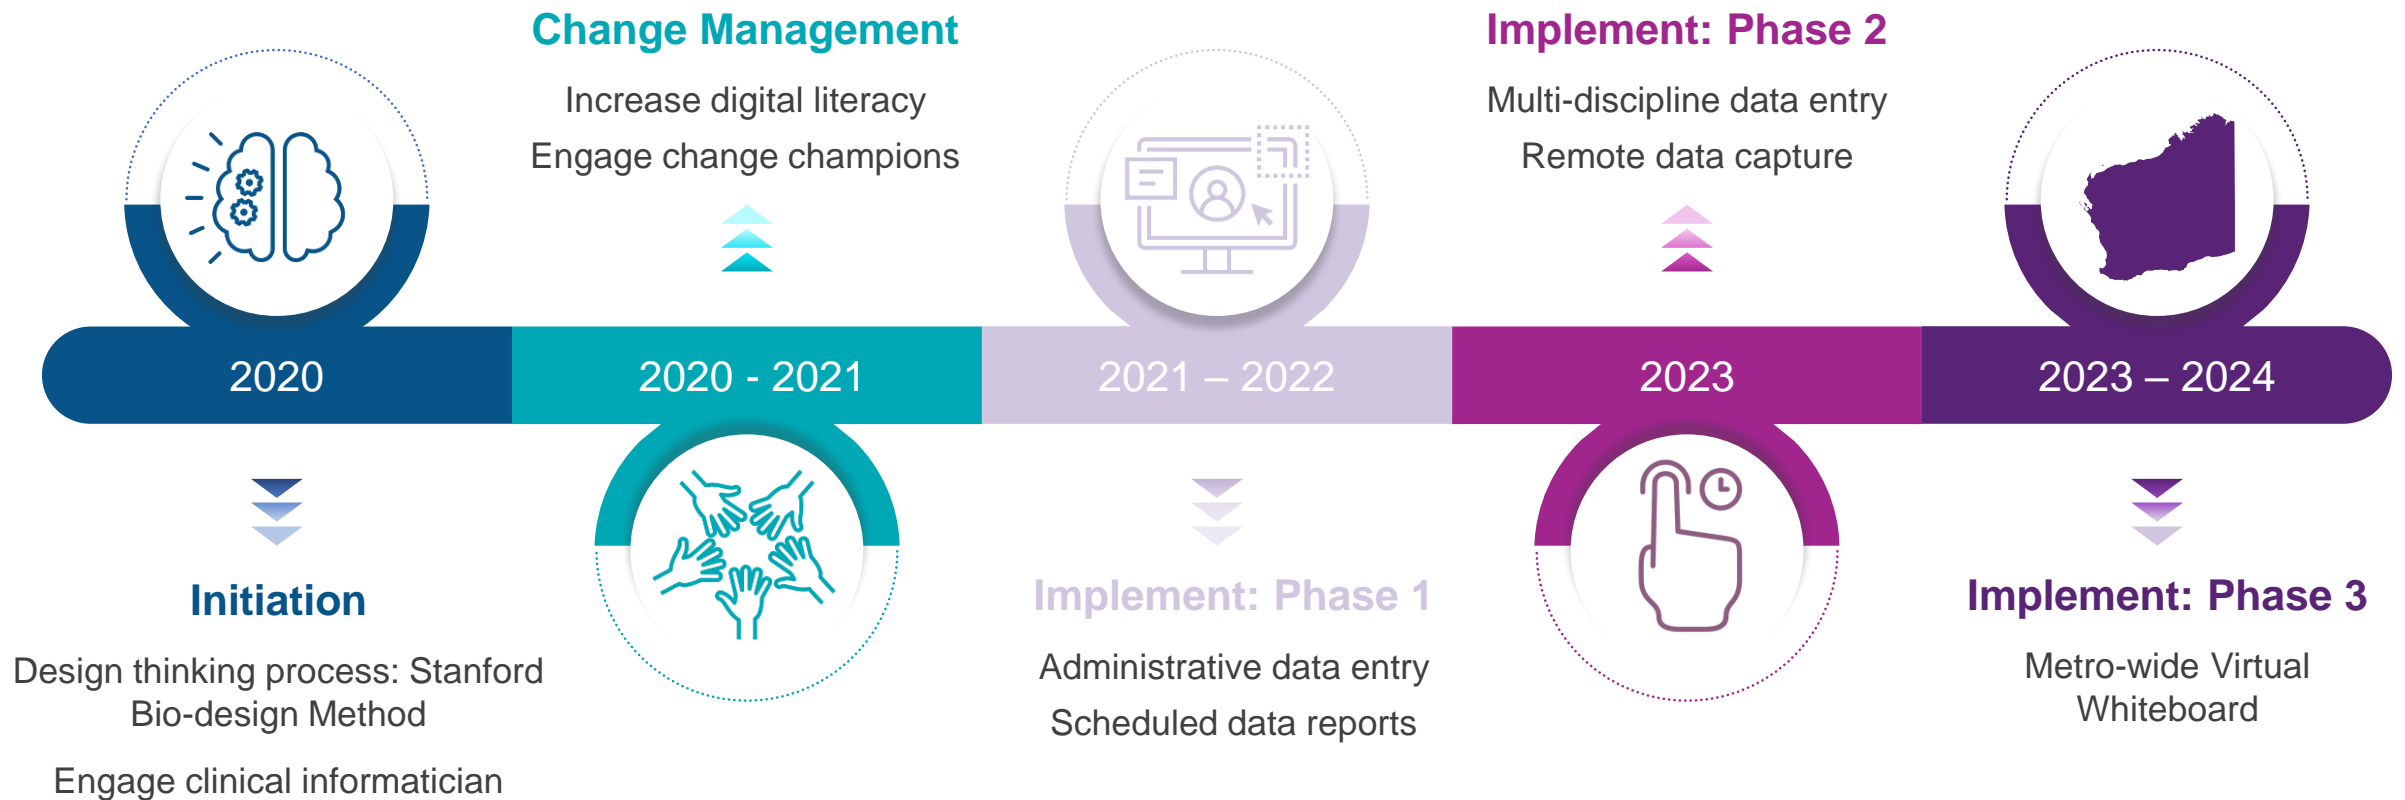 Change Management
Increase digital literacy
Engage change champions
Implement: Phase 2
Multi-discipline data entry
Remote data capture
2020
2020 - 2021
2021 – 2022
2023
2023 – 2024
Initiation
Design thinking process: Stanford
Bio-design Method
Engage clinical informatician
Implement: Phase 1
Administrative data entry
Scheduled data reports
Implement: Phase 3
Metro-wide Virtual
Whiteboard